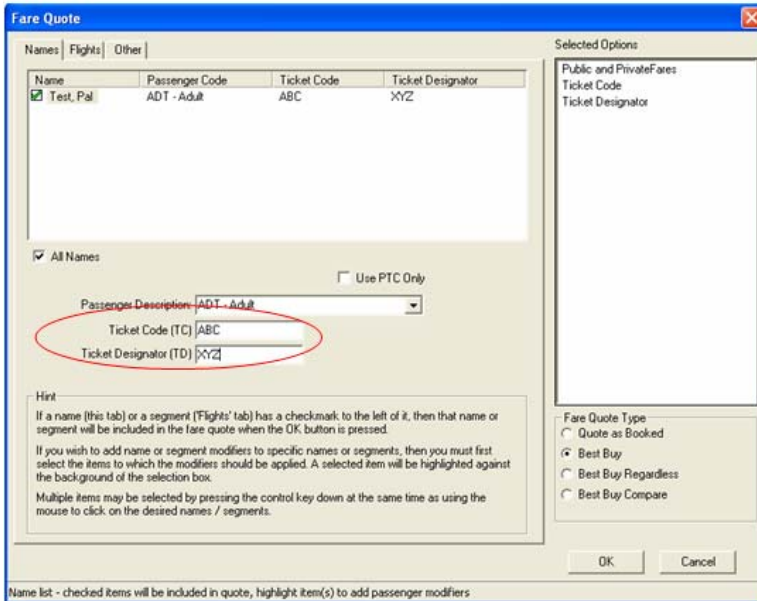 Fare Quote
Names Flights Other
Name Passenger Code Ticket Code Ticket Designator
Test, Pal ADT - Adult ABC XYZ
All Names
Use PTC Only
Passenger Description: ADT - Adult
Ticket Code (TC) ABC
Ticket Designator (TD) XYZ
Hint
If a name (this tab) or a segment ('Flights' tab) has a checkmark to the left of it, then that name or
segment will be included in the fare quote when the OK button is pressed.
If you wish to add name or segment modifiers to specific names or segments, then you must first
select the items to which the modifiers should be applied. A selected item will be highlighted against
the background of the selection box.
Multiple items may be selected by pressing the control key down at the same time as using the
mouse to click on the desired names / segments.
Selected Options
Public and PrivateFares
Ticket Code
Ticket Designator
Fare Quote Type
Quote as Booked
Best Buy
Best Buy Regardless
Best Buy Compare
OK Cancel
Name list - checked items will be included in quote, highlight item(s) to add passenger modifiers